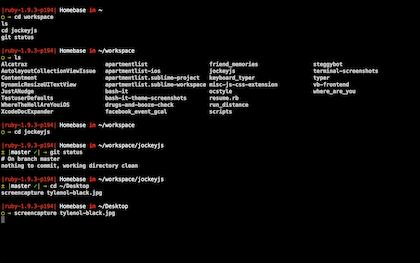 |ruby-1.9.3-p194| Homebase in ~
○ → cd workspace
ls
cd jockeyjs
git status

|ruby-1.9.3-p194| Homebase in ~/workspace
○ → ls
Alcatraz apartmentlist friend_memories steggybot
AutolayoutCollectionViewIssue apartmentlist-ios jockeyjs terminal-screenshots
Contentment apartmentlist.sublime-project keyboard_typer typer
DynamicResizeUITextView apartmentlist.sublime-workspace misc-js-css-english vb-frontend
JustANudge bash-it ocstyle where_are_you
TestuserDefaults bash-it-theme-screenshots resume.rb
WhereTheHellAreYouiOS drugs-and-booze-check run_distance
XcodeDocExpander facebook_event_gcal scripts

|ruby-1.9.3-p194| Homebase in ~/workspace
○ → cd jockeyjs

|ruby-1.9.3-p194| Homebase in ~/workspace/jockeyjs
± |master ✓| → git status
# On branch master
nothing to commit, working directory clean

|ruby-1.9.3-p194| Homebase in ~/workspace/jockeyjs
± |master ✓| → cd ~/Desktop
screencapture tylenol-black.jpg

|ruby-1.9.3-p194| Homebase in ~/Desktop
○ → screencapture tylenol-black.jpg